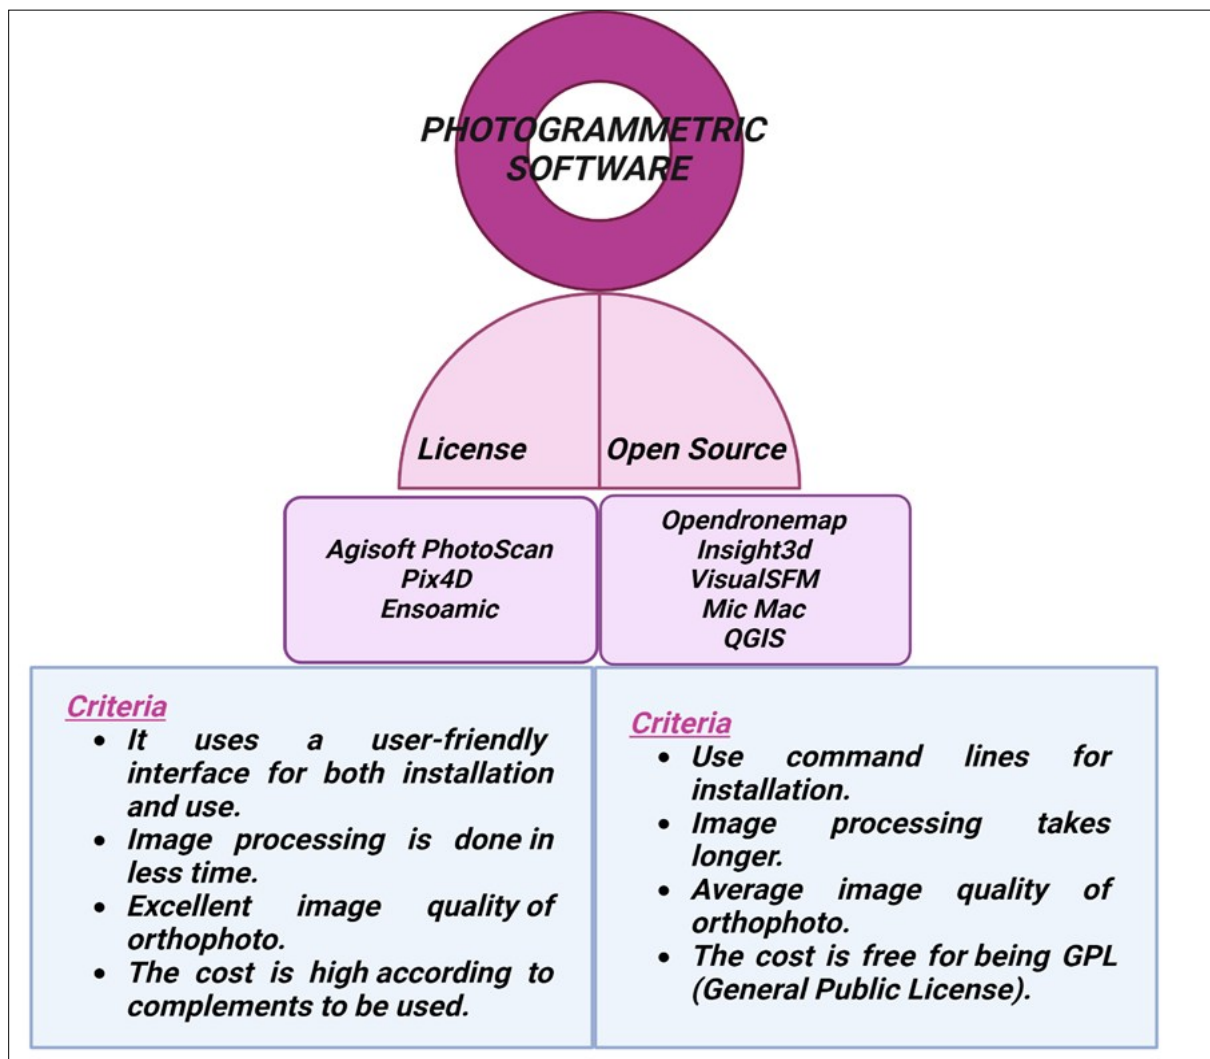 PHOTOGRAMMETRIC
SOFTWARE
License
Open Source
Agisoft PhotoScan
Pix4D
Ensoamic
Opendronemap
Insight3d
VisualSFM
Mic Mac
QGIS
Criteria
• It uses a user-friendly
interface for both installation
and use.
• Image processing is done in
less time.
• Excellent image quality of
orthophoto.
• The cost is high according to
complements to be used.
Criteria
• Use command lines for
installation.
• Image processing takes
longer.
• Average image quality of
orthophoto.
• The cost is free for being GPL
(General Public License).